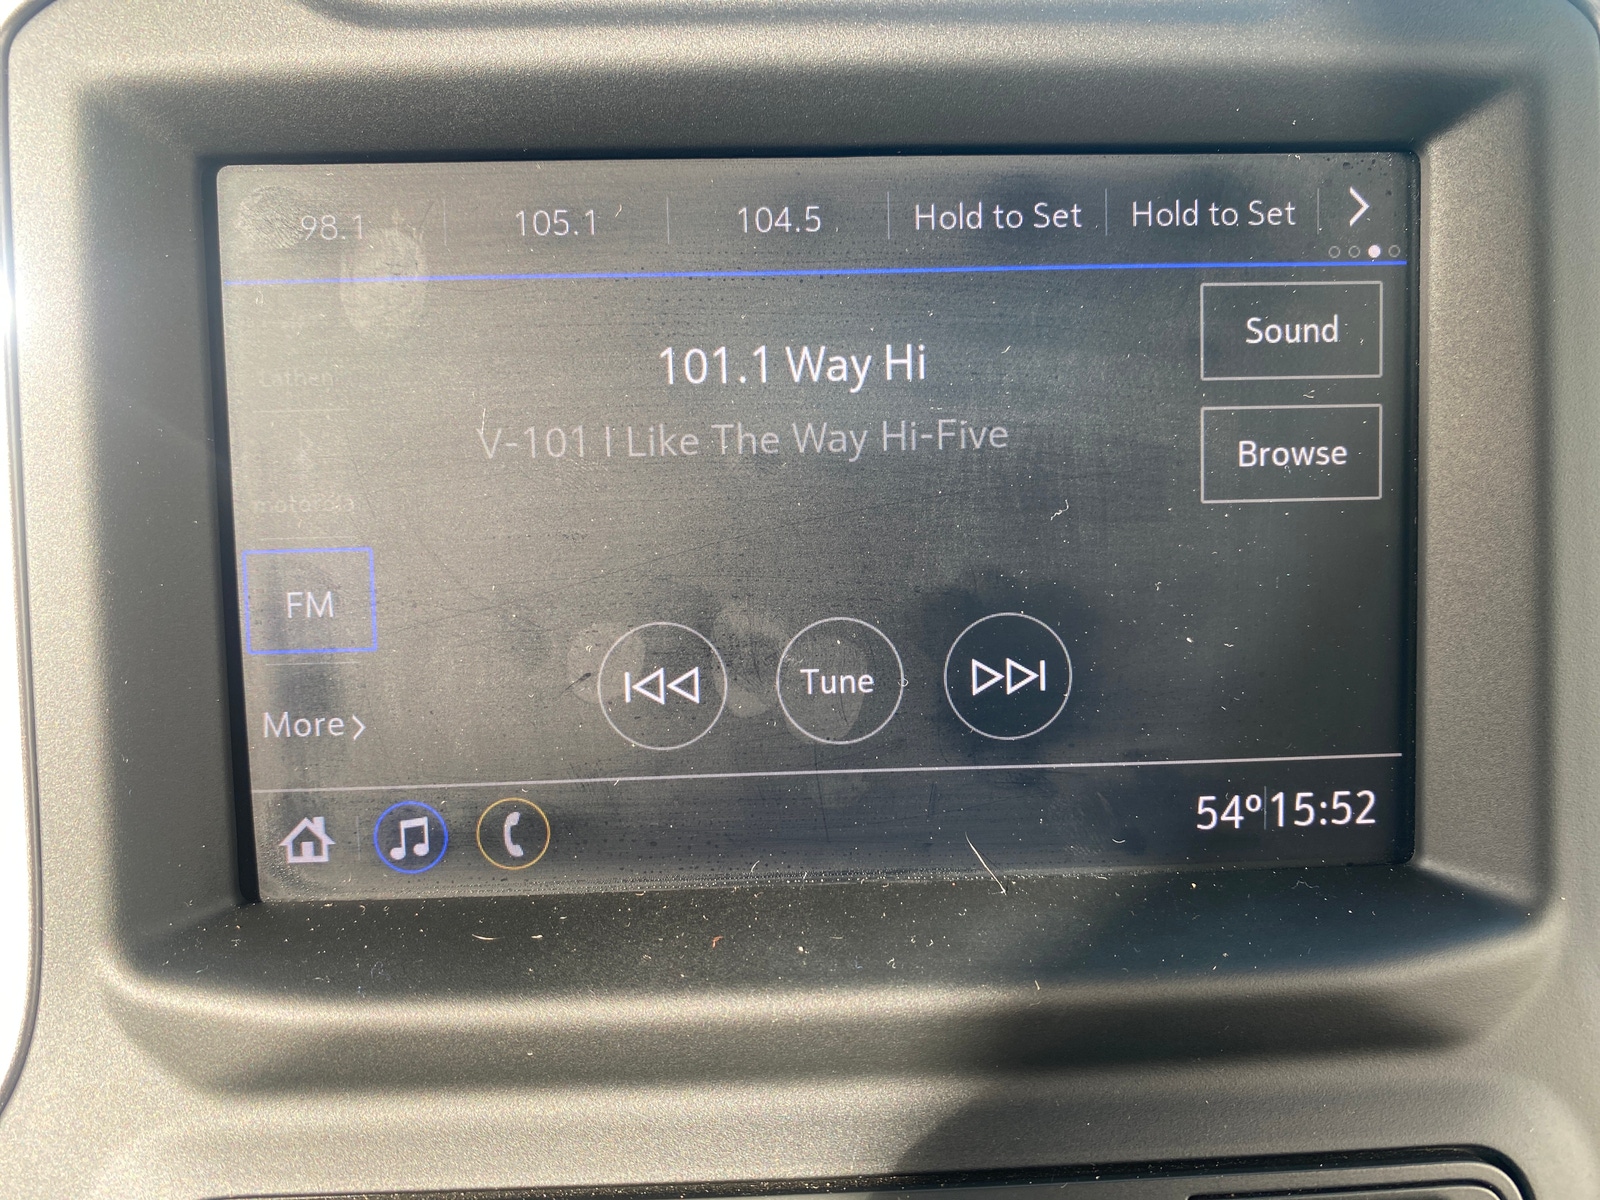 98.1 105.1 104.5 Hold to Set Hold to Set
Sound
101.1 Way Hi
V-101 I Like The Way Hi-Five
Browse
motorola
FM
Tune
More
54° 15:52